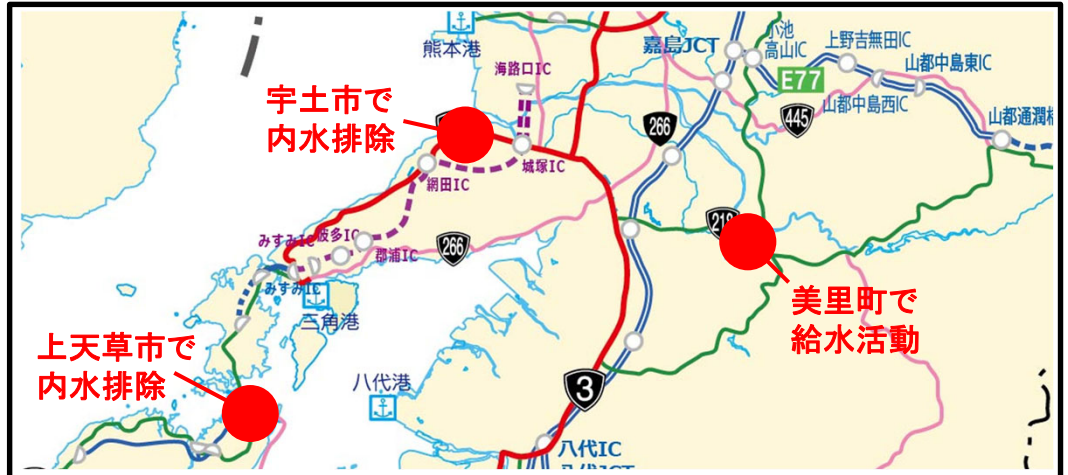 熊本港
海路口IC
嘉島JCT
小池
高山IC
上野吉無田IC
山都中島東IC
E77
山都中島西IC
445
山都通潤橋
宇土市で
内水排除
266
城塚IC
網田IC
みすみIC
波多IC
郡浦IC
266
みすみIC
三角港
218
美里町で
給水活動
上天草市で
内水排除
八代港
3
八代IC
八代JCT